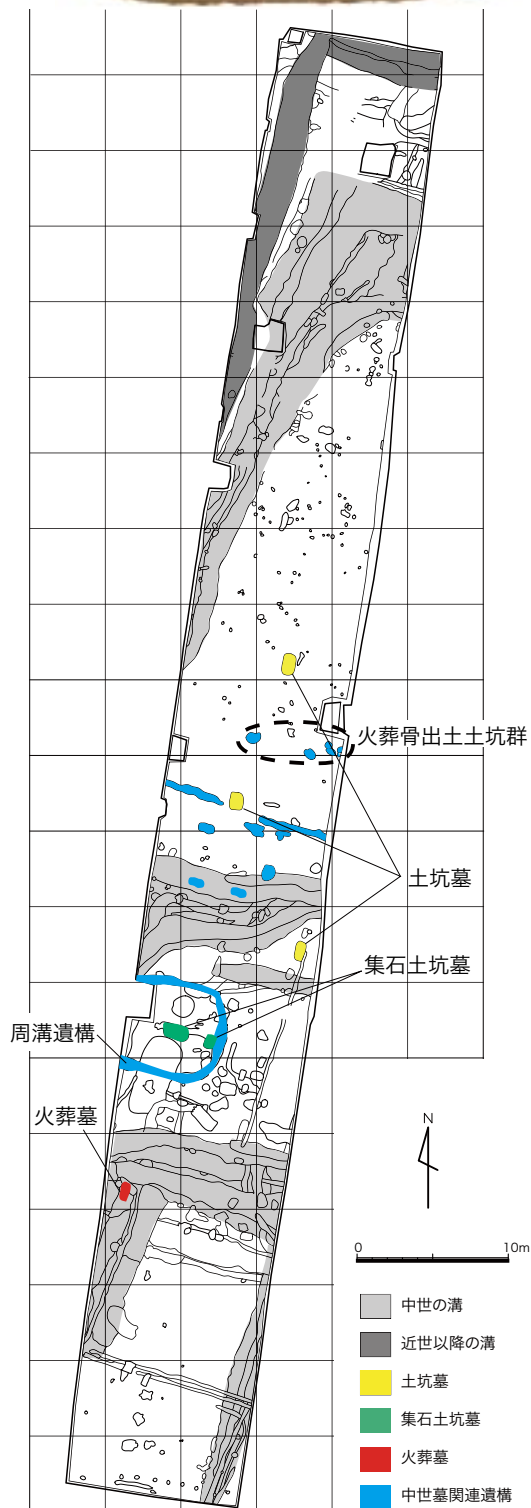 火葬骨出土土坑群
土坑墓
集石土坑墓
周溝遺構
火葬墓
N
0 10m
中世の溝
近世以降の溝
土坑墓
集石土坑墓
火葬墓
中世墓関連遺構